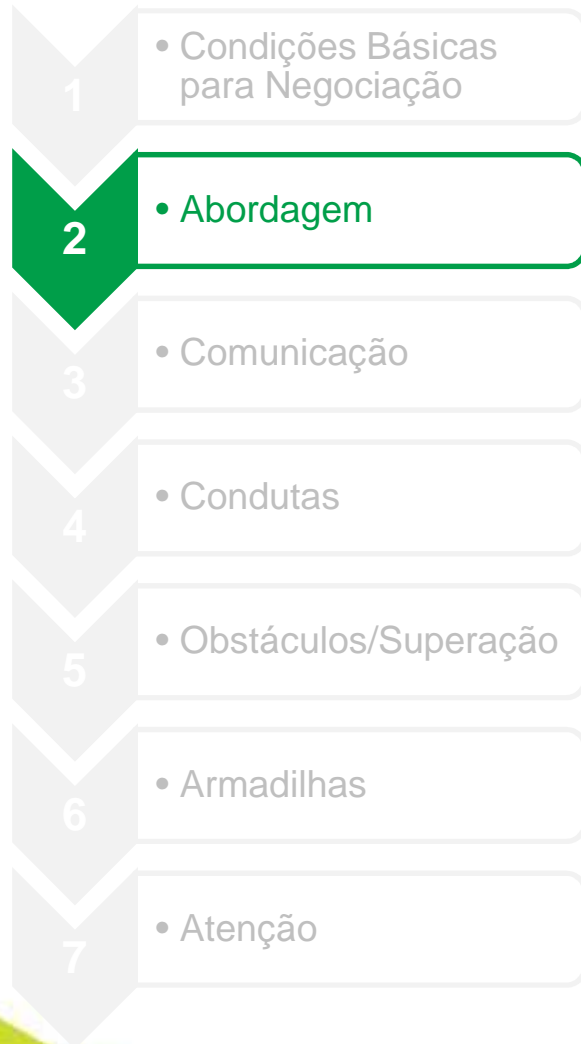 1
• Condições Básicas
para Negociação
2
• Abordagem
3
• Comunicação
4
• Condutas
5
• Obstáculos/Superação
6
• Armadilhas
7
• Atenção